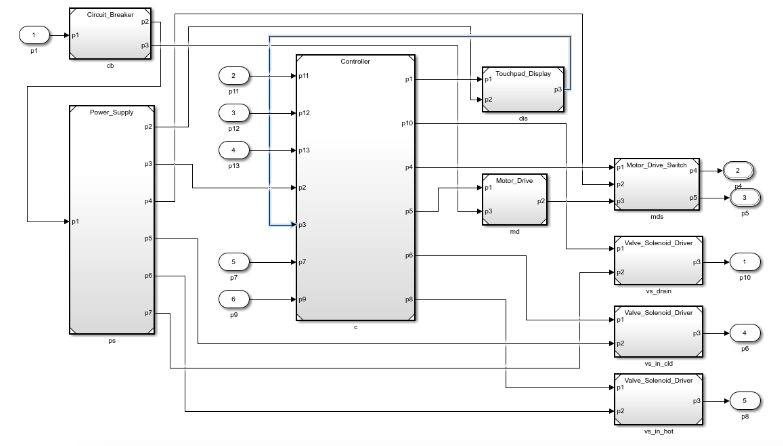 1
p1
Circuit_Breaker
p1
p2
p3
cb
Power_Supply
p1
p2
p3
p4
p5
p6
p7
ps
2
p11
3
p12
4
p13
5
p7
6
p9
Controller
p11
p12
p13
p2
p3
p7
p9
p1
p10
p4
p5
p6
p8
c
Touchpad_Display
p1
p2
p3
dis
Motor_Drive
p1
p3
p2
md
Motor_Drive_Switch
p1
p2
p3
p4
p5
mds
2
p4
3
p5
Valve_Solenoid_Driver
p1
p2
p3
vs_drain
1
p10
Valve_Solenoid_Driver
p1
p2
p3
vs_in_cld
4
p6
Valve_Solenoid_Driver
p1
p2
p3
vs_in_hot
5
p8